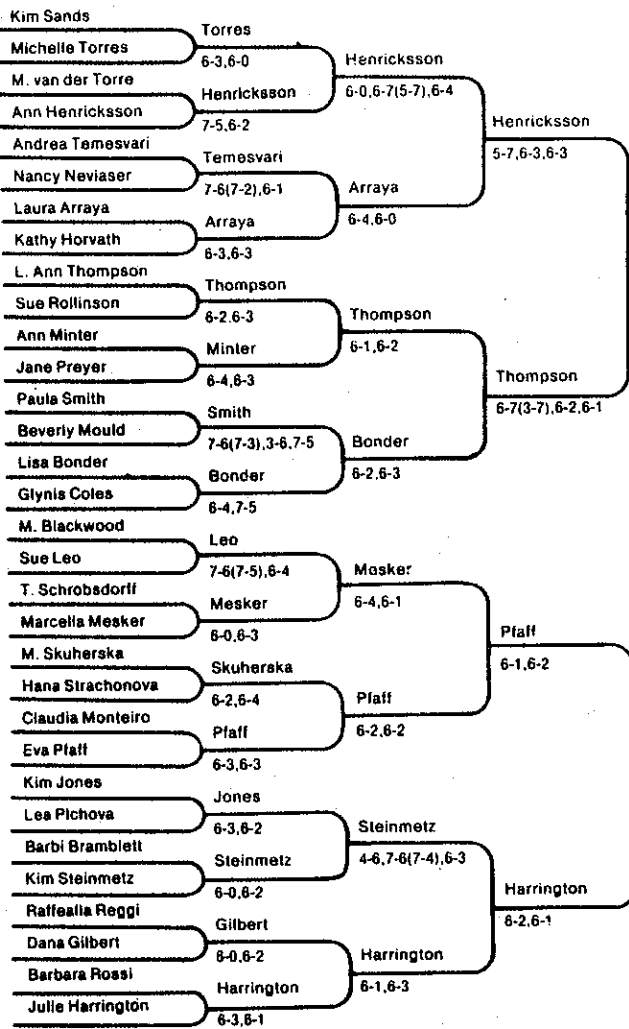 Kim Sands
Michelle Torres
M. van der Torre
Ann Henricksson
Andrea Temesvari
Nancy Neviaser
Laura Arraya
Kathy Horvath
L. Ann Thompson
Sue Rollinson
Ann Minter
Jane Preyer
Paula Smith
Beverly Mould
Lisa Bonder
Glynis Coles
M. Blackwood
Sue Leo
T. Schrobsdorff
Marcella Mesker
M. Skuherska
Hana Strachonova
Claudia Monteiro
Eva Pfaff
Kim Jones
Lea Plchova
Barbi Bramblett
Kim Steinmetz
Raffealla Reggi
Dana Gilbert
Barbara Rossi
Julie Harrington
Torres
6-3,6-0
Henricksson
7-5,6-2
Temesvari
7-6(7-2),6-1
Arraya
6-3,6-3
Thompson
6-2.6-3
Minter
6-4,6-3
Smith
7-6(7-3),3-6,7-5
Bonder
6-4,7-5
Leo
7-6(7-5),6-4
Mesker
6-0,6-3
Skuherska
6-2,6-4
Pfaff
6-3,6-3
Jones
6-3,6-2
Steinmetz
6-0,6-2
Gilbert
6-0,6-2
Harrington
6-3,6-1
Henricksson
6-0,6-7(5-7),6-4
Arraya
6-4,6-0
Thompson
6-1,6-2
Bonder
6-2,6-3
Mesker
6-4,6-1
Pfaff
6-2,6-2
Steinmetz
4-6,7-6(7-4),6-3
Harrington
6-1,6-3
Henricksson
5-7,6-3,6-3
Thompson
6-7(3-7),6-2,6-1
Pfaff
6-1,6-2
Harrington
6-2,6-1